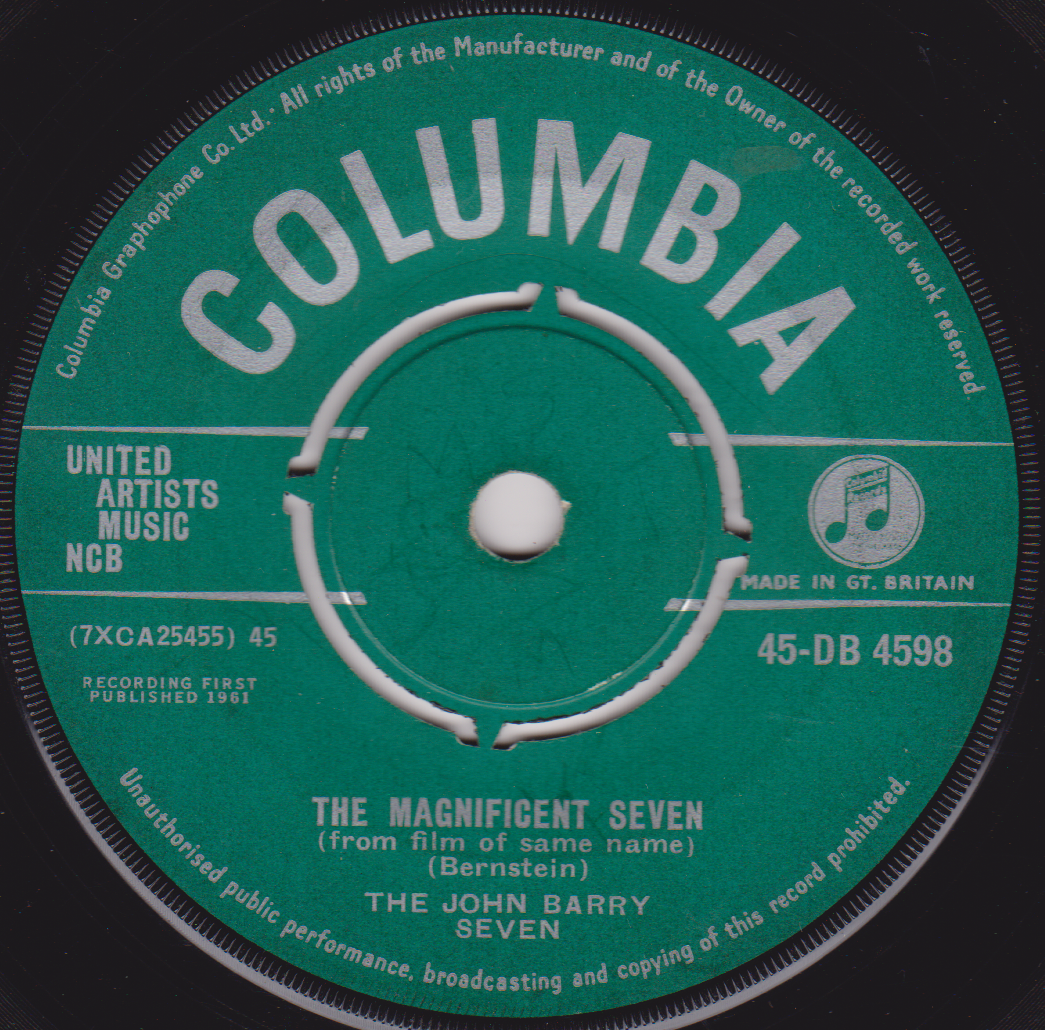 Columbia Graphophone Co. Ltd. · All rights of the Manufacturer and of the Owner of the recorded work reserved
COLUMBIA
UNITED
ARTISTS
MUSIC
NCB
MADE IN GT. BRITAIN
(7XCA25455) 45
45-DB 4598
RECORDING FIRST
PUBLISHED 1961
THE MAGNIFICENT SEVEN
(from film of same name)
(Bernstein)
THE JOHN BARRY
SEVEN
Unauthorised public performance, broadcasting and copying of this record prohibited.